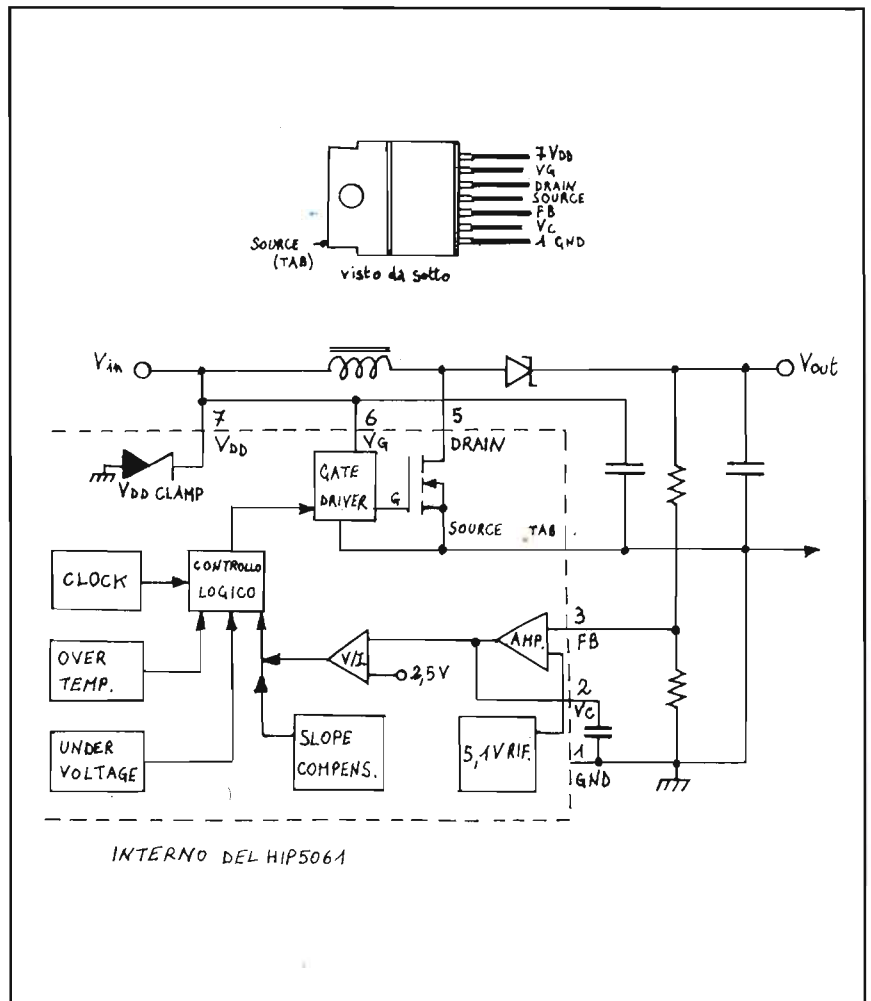 7 VDD
VG
DRAIN
SOURCE
FB
VC
1 GND
SOURCE
(TAB)
visto da sotto
Vin
Vout
7
VDD
6
VG
5
DRAIN
VDD CLAMP
GATE
DRIVER
G
SOURCE TAB
CLOCK
CONTROLLO
LOGICO
OVER
TEMP.
UNDER
VOLTAGE
V/I
2,5V
AMP.
3
FB
2
VC
SLOPE
COMPENS.
5,1V RIF.
1
GND
INTERNO DEL HIP5061